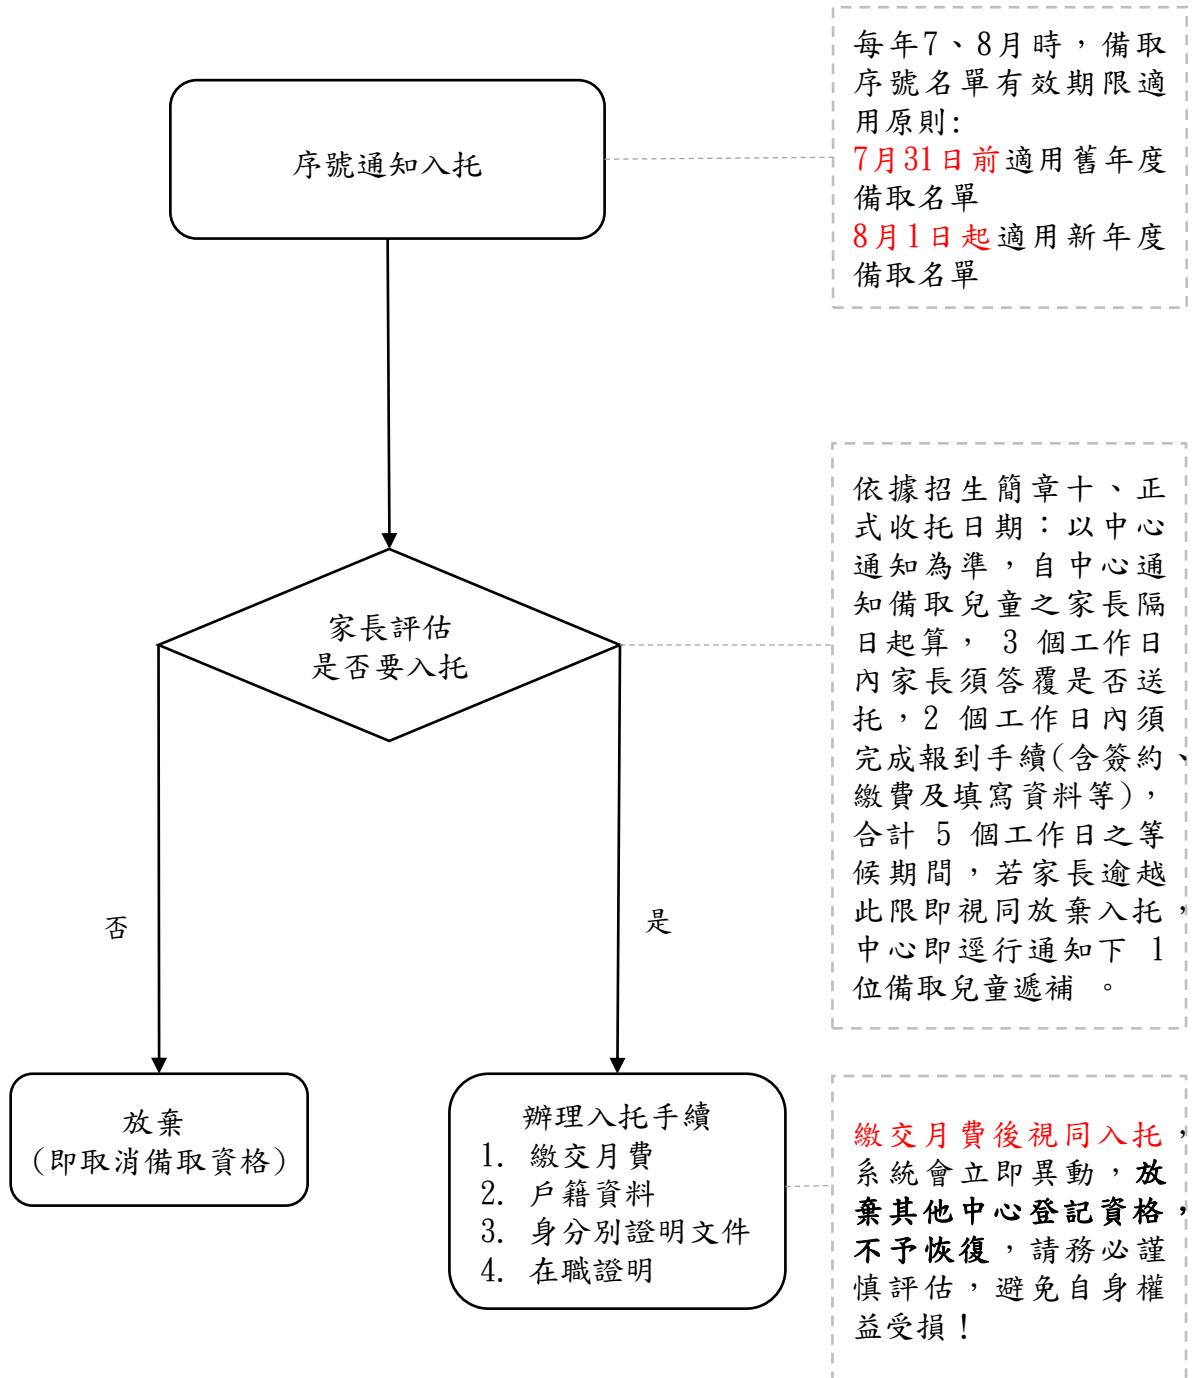 序號通知入托
每年7、8月時，備取
序號名單有效期限適
用原則:
7月31日前適用舊年度
備取名單
8月1日起適用新年度
備取名單
家長評估
是否要入托
依據招生簡章十、正
式收托日期：以中心
通知為準，自中心通
知備取兒童之家長隔
日起算， 3 個工作日
內家長須答覆是否送
托，2 個工作日內須
完成報到手續(含簽約、
繳費及填寫資料等)，
合計 5 個工作日之等
候期間，若家長逾越
此限即視同放棄入托，
中心即逕行通知下 1
位備取兒童遞補 。
否
是
放棄
(即取消備取資格)
辦理入托手續
1. 繳交月費
2. 戶籍資料
3. 身分別證明文件
4. 在職證明
繳交月費後視同入托，
系統會立即異動，放
棄其他中心登記資格，
不予恢復，請務必謹
慎評估，避免自身權
益受損!